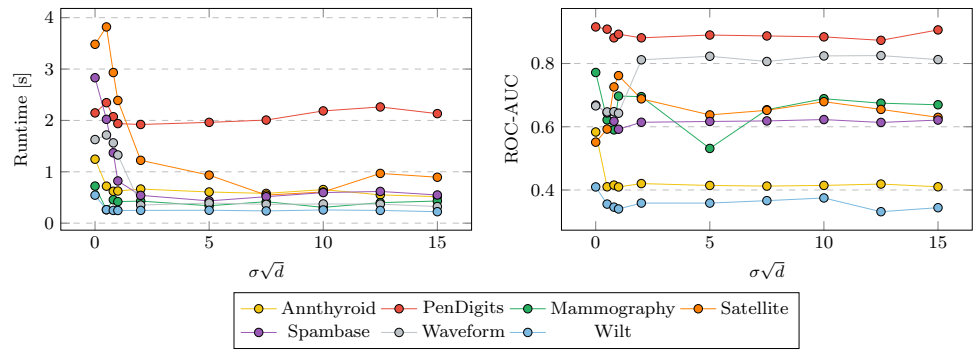 4
3
2
1
0
Runtime [s]
0 5 10 15
σ√d
0.8
0.6
0.4
ROC-AUC
0 5 10 15
σ√d
Annthyroid PenDigits Mammography Satellite
Spambase Waveform Wilt